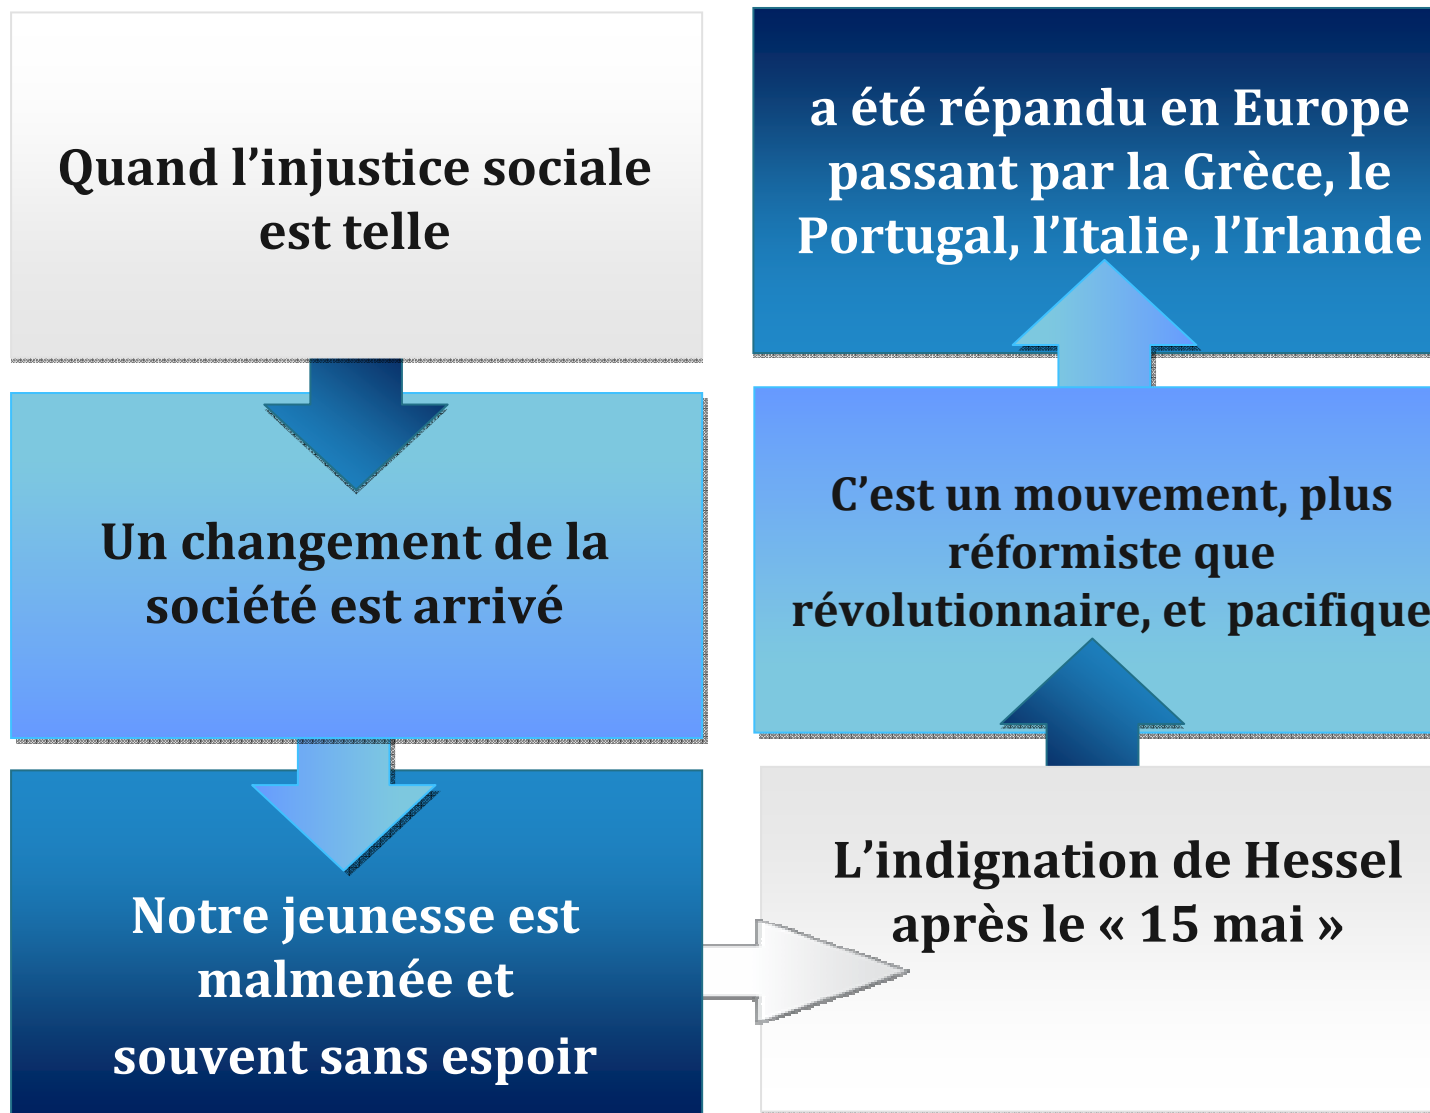 Quand l’injustice sociale
est telle
Un changement de la
société est arrivé
Notre jeunesse est
malmenée et
souvent sans espoir
L’indignation de Hessel
après le « 15 mai »
C’est un mouvement, plus
réformiste que
révolutionnaire, et pacifique
a été répandu en Europe
passant par la Grèce, le
Portugal, l’Italie, l’Irlande